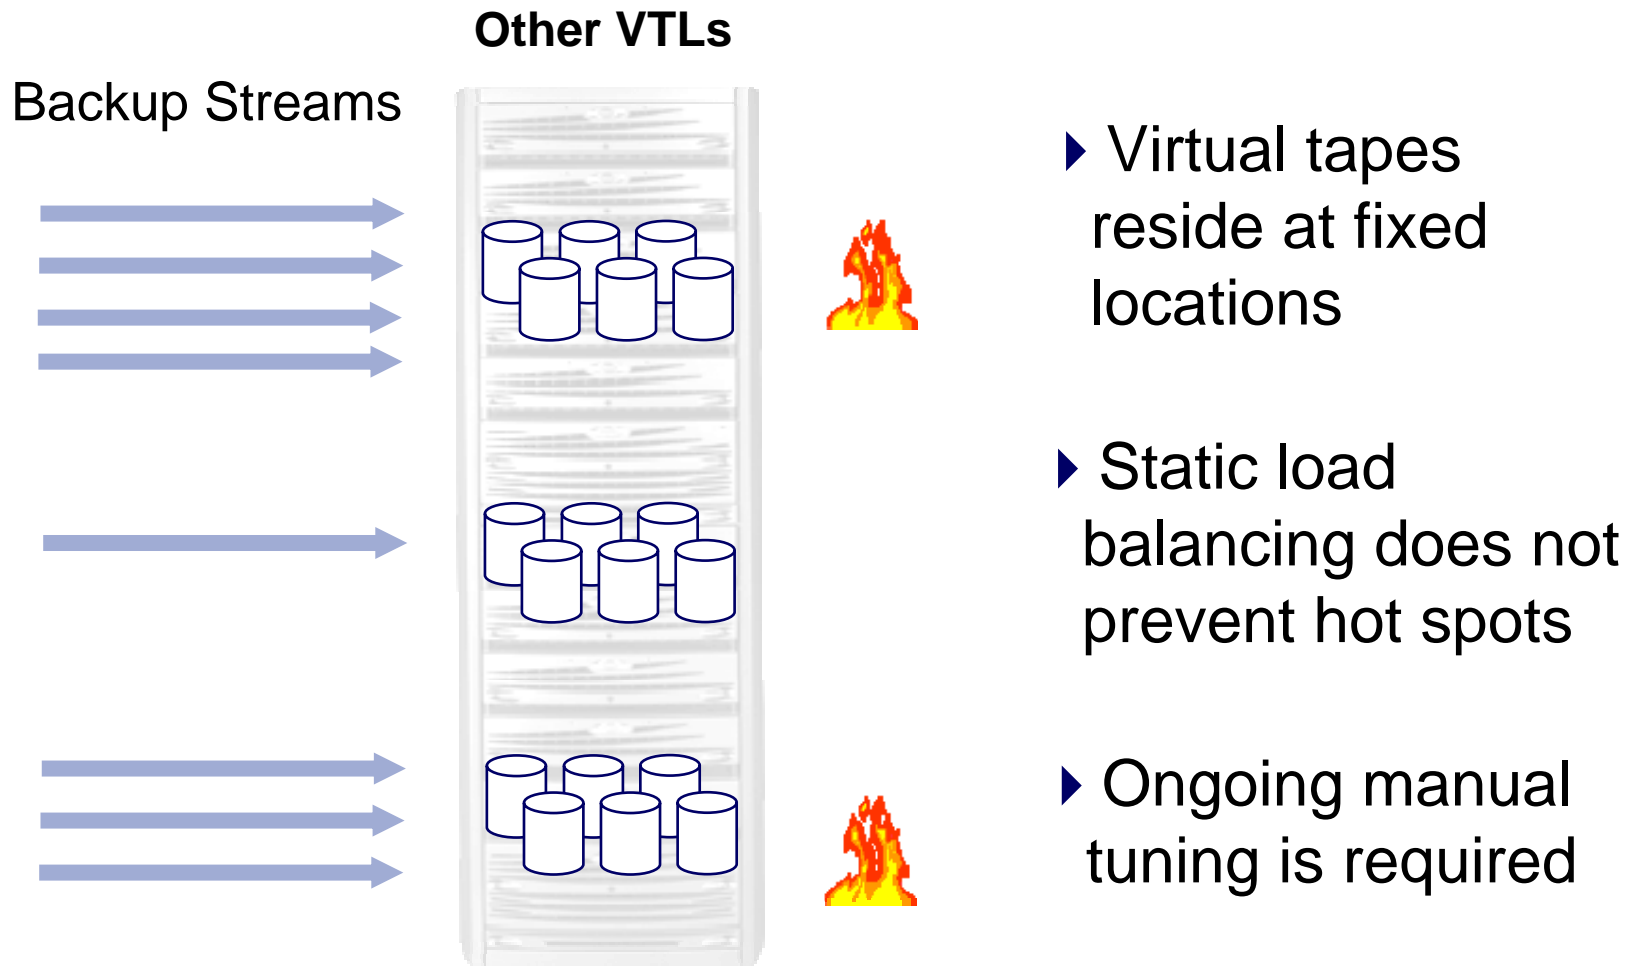 Other VTLs
Backup Streams
Virtual tapes
reside at fixed
locations
Static load
balancing does not
prevent hot spots
Ongoing manual
tuning is required